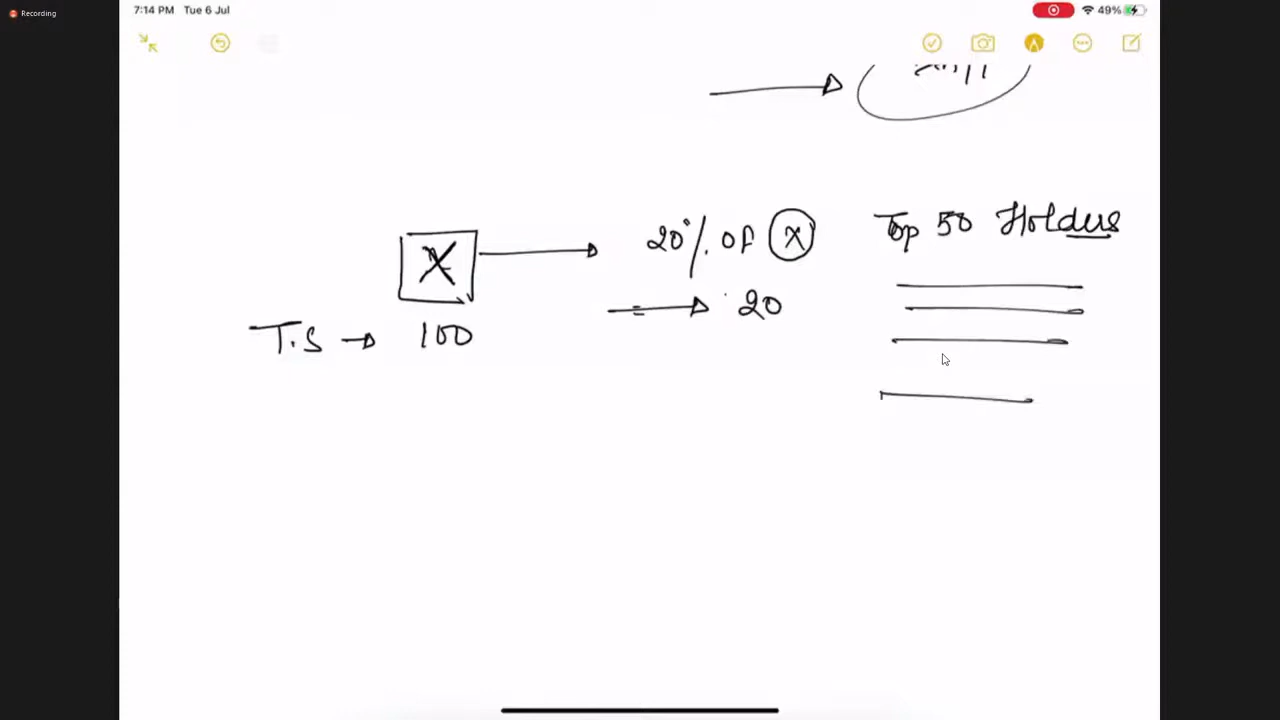 Recording
7:14 PM Tue 6 Jul
49%
X
20% of X
Top 50 Holders
20
T.S → 100